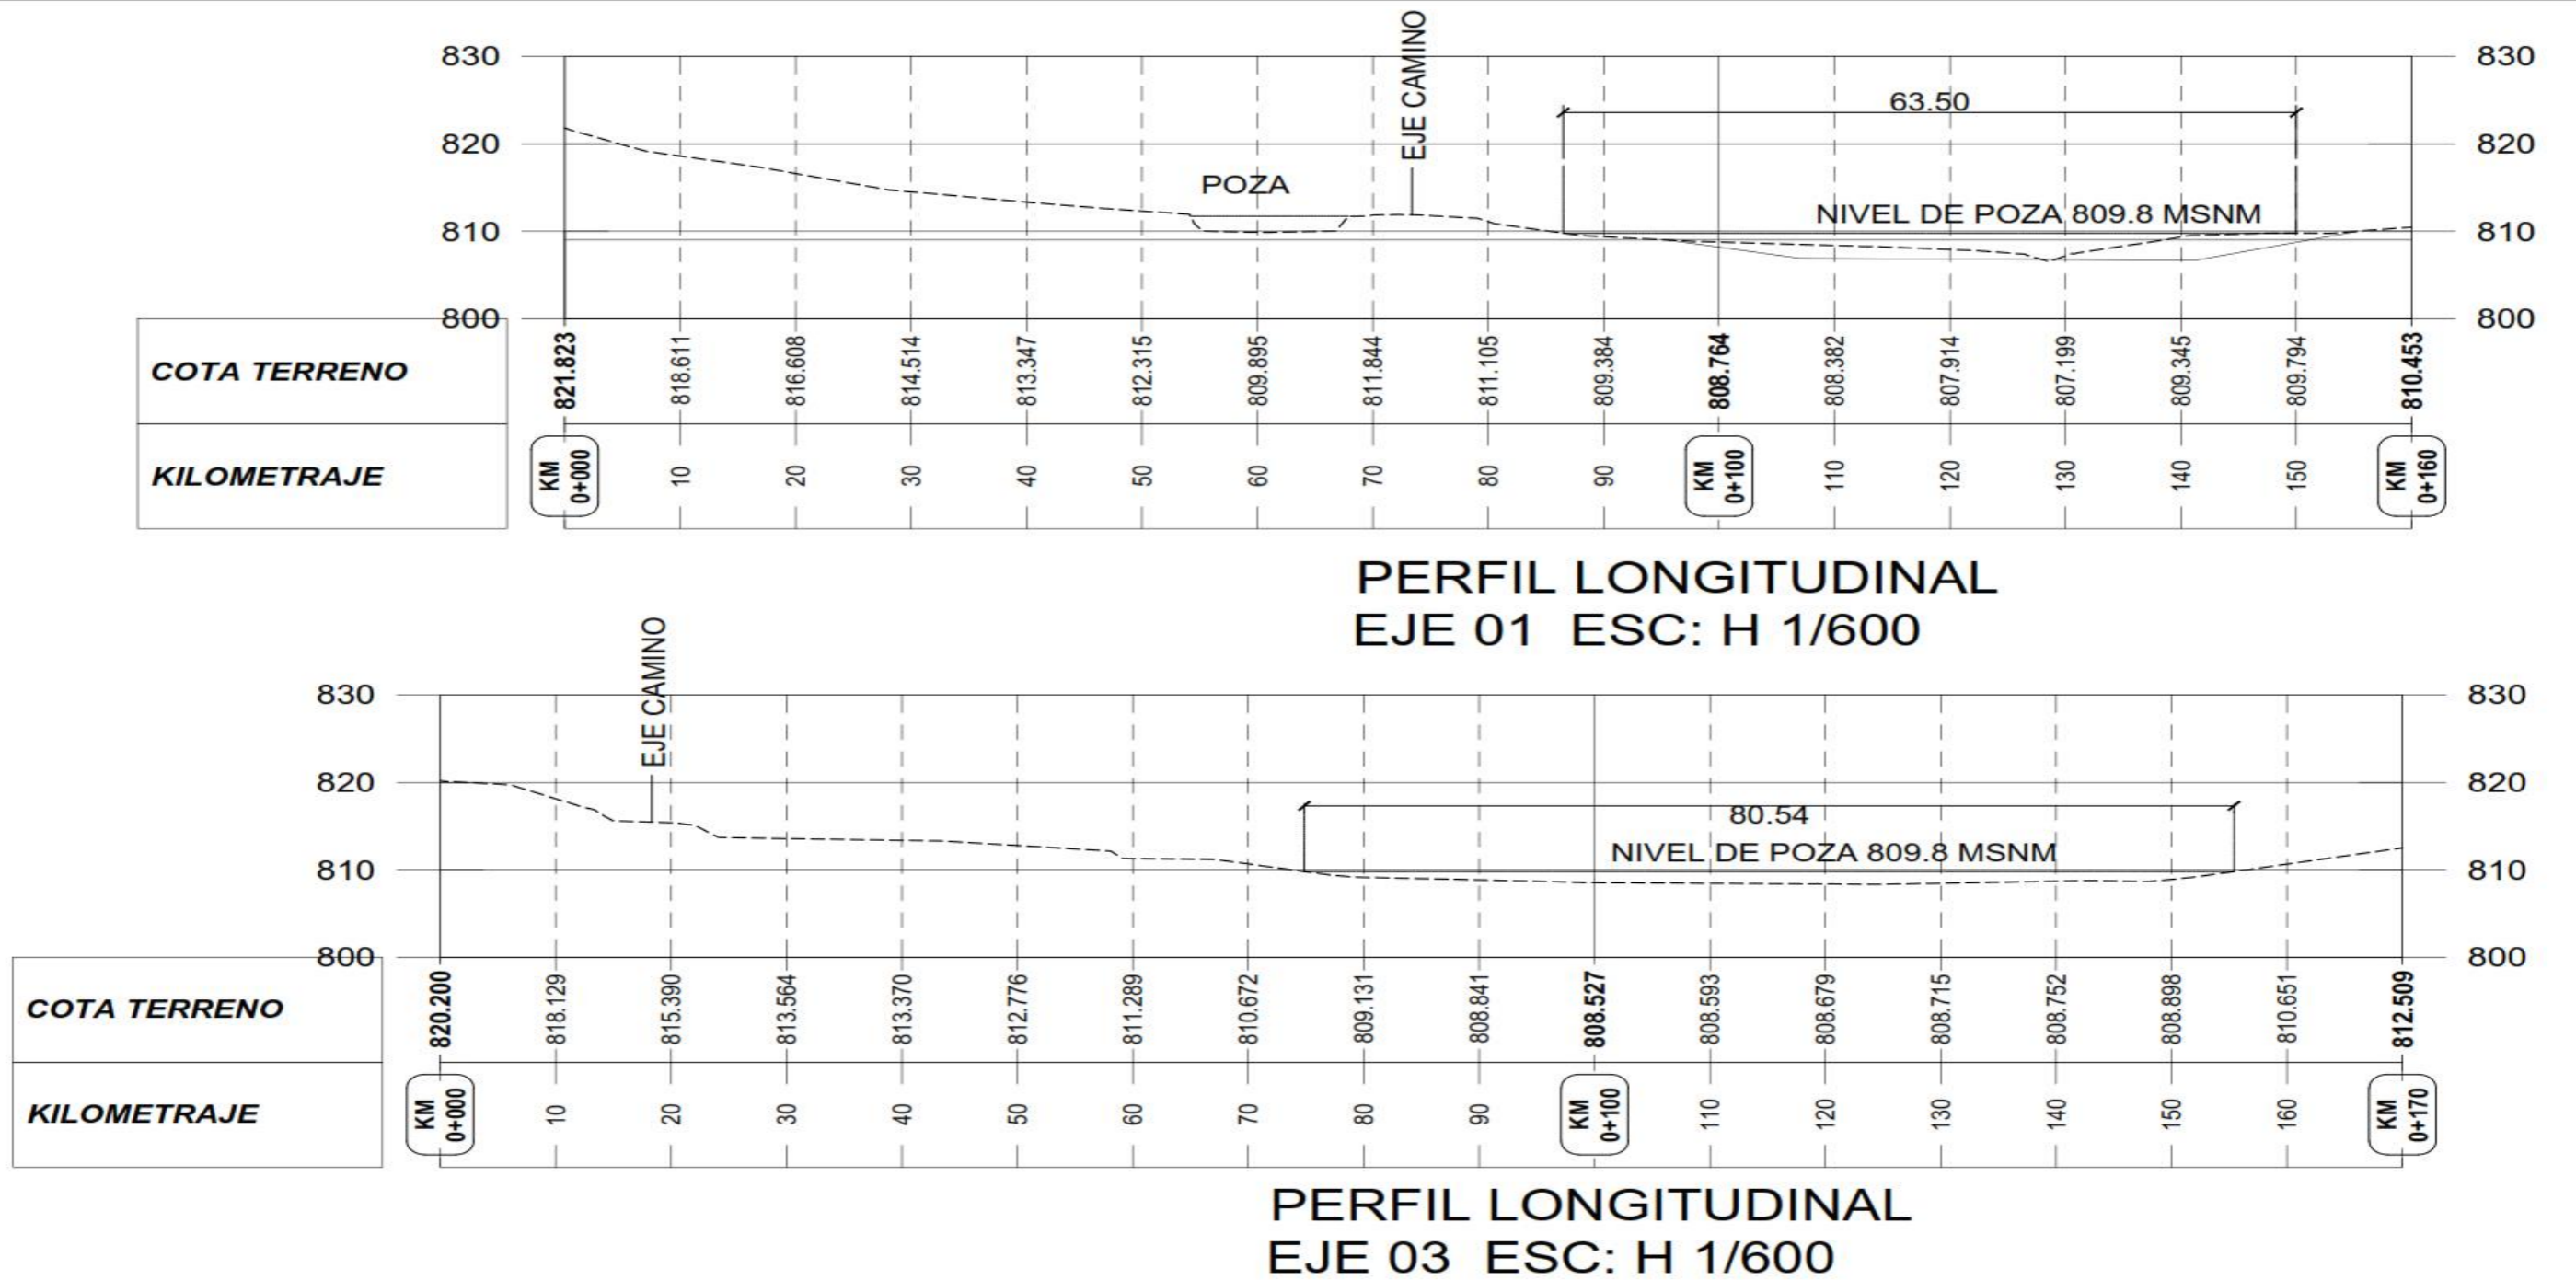 EJE CAMINO
830 830
63.50
820 820
POZA
NIVEL DE POZA 809.8 MSNM
810 810
800 800
COTA TERRENO 821.823 818.611 816.608 814.514 813.347 812.315 809.895 811.844 811.105 809.384 808.764 808.382 807.914 807.199 809.345 809.794 810.453
KILOMETRAJE KM 0+000 10 20 30 40 50 60 70 80 90 KM 0+100 110 120 130 140 150 KM 0+160
PERFIL LONGITUDINAL
EJE 01 ESC: H 1/600
EJE CAMINO
830 830
820 820
80.54
NIVEL DE POZA 809.8 MSNM
810 810
800 800
COTA TERRENO 820.200 818.129 815.390 813.564 813.370 812.776 811.289 810.672 809.131 808.841 808.527 808.593 808.679 808.715 808.752 808.898 810.651 812.509
KILOMETRAJE KM 0+000 10 20 30 40 50 60 70 80 90 KM 0+100 110 120 130 140 150 160 KM 0+170
PERFIL LONGITUDINAL
EJE 03 ESC: H 1/600